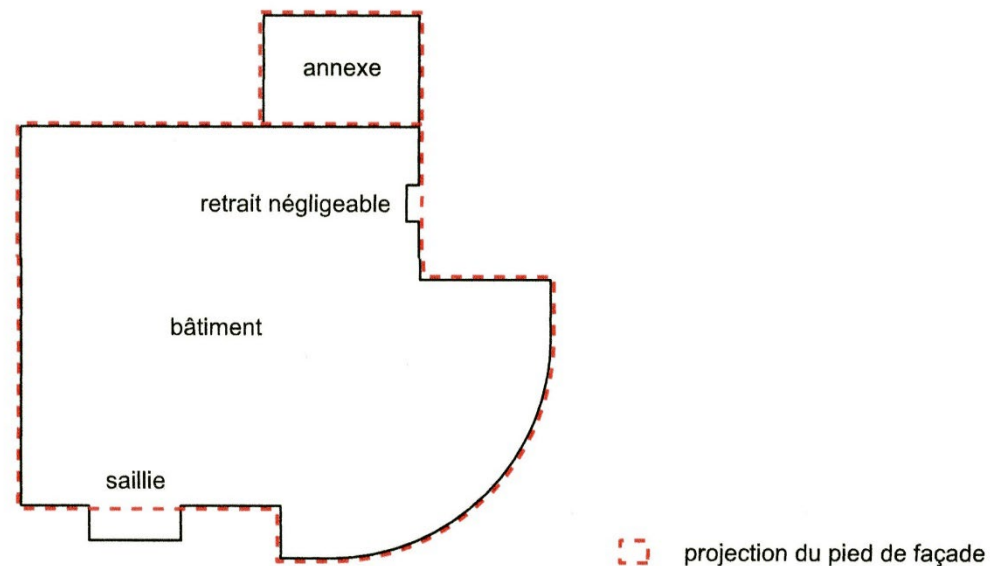 annexe
retrait négligeable
bâtiment
saillie
projection du pied de façade